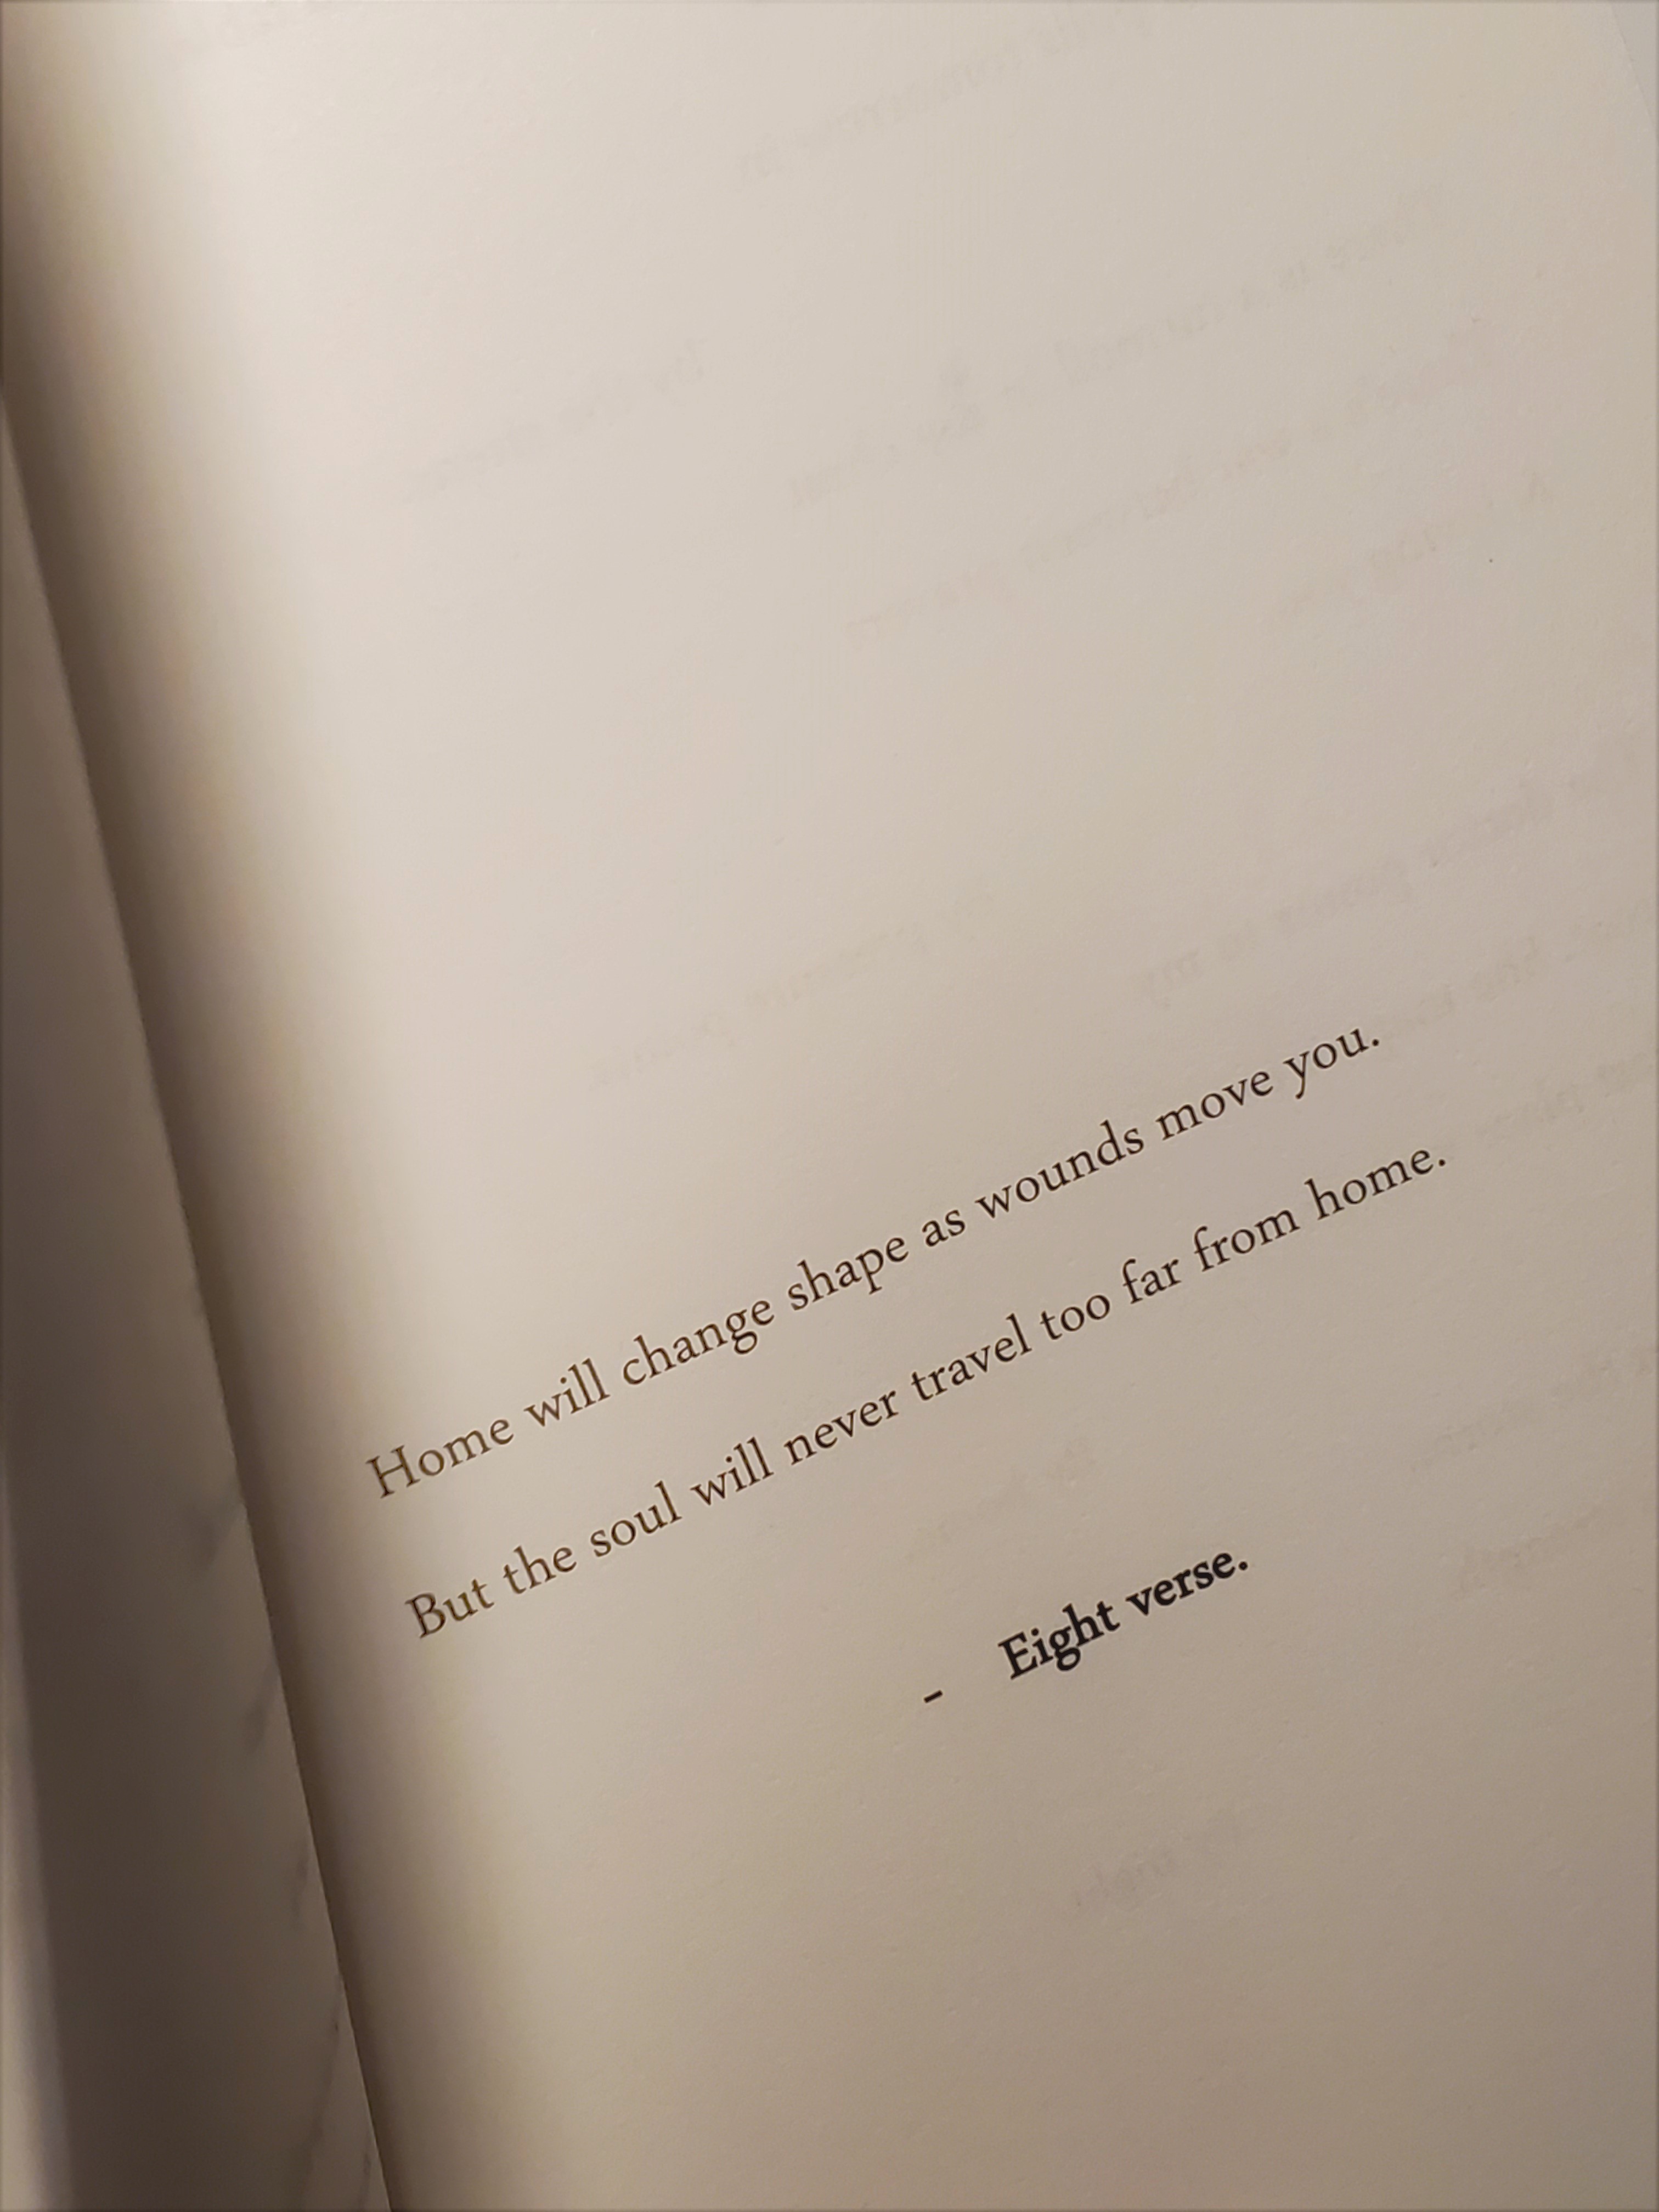 Home will change shape as wounds move you.
But the soul will never travel too far from home.
- Eight verse.